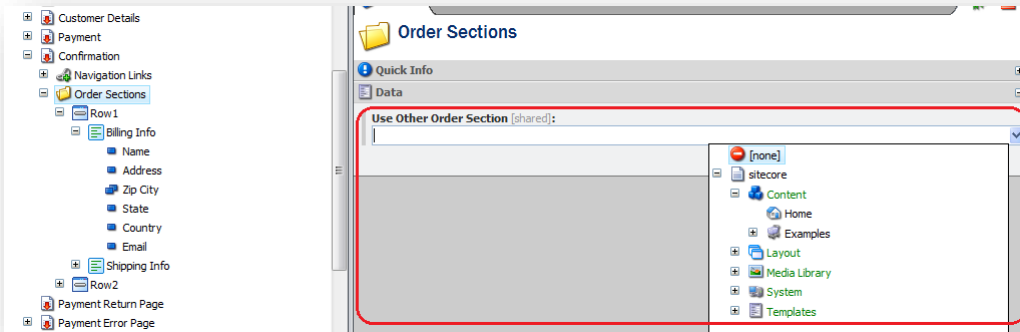 Customer Details
Payment
Confirmation
Navigation Links
Order Sections
Row1
Billing Info
Name
Address
Zip City
State
Country
Email
Shipping Info
Row2
Payment Return Page
Payment Error Page
Order Sections
Quick Info
Data
Use Other Order Section [shared]:
[none]
sitecore
Content
Home
Examples
Layout
Media Library
System
Templates